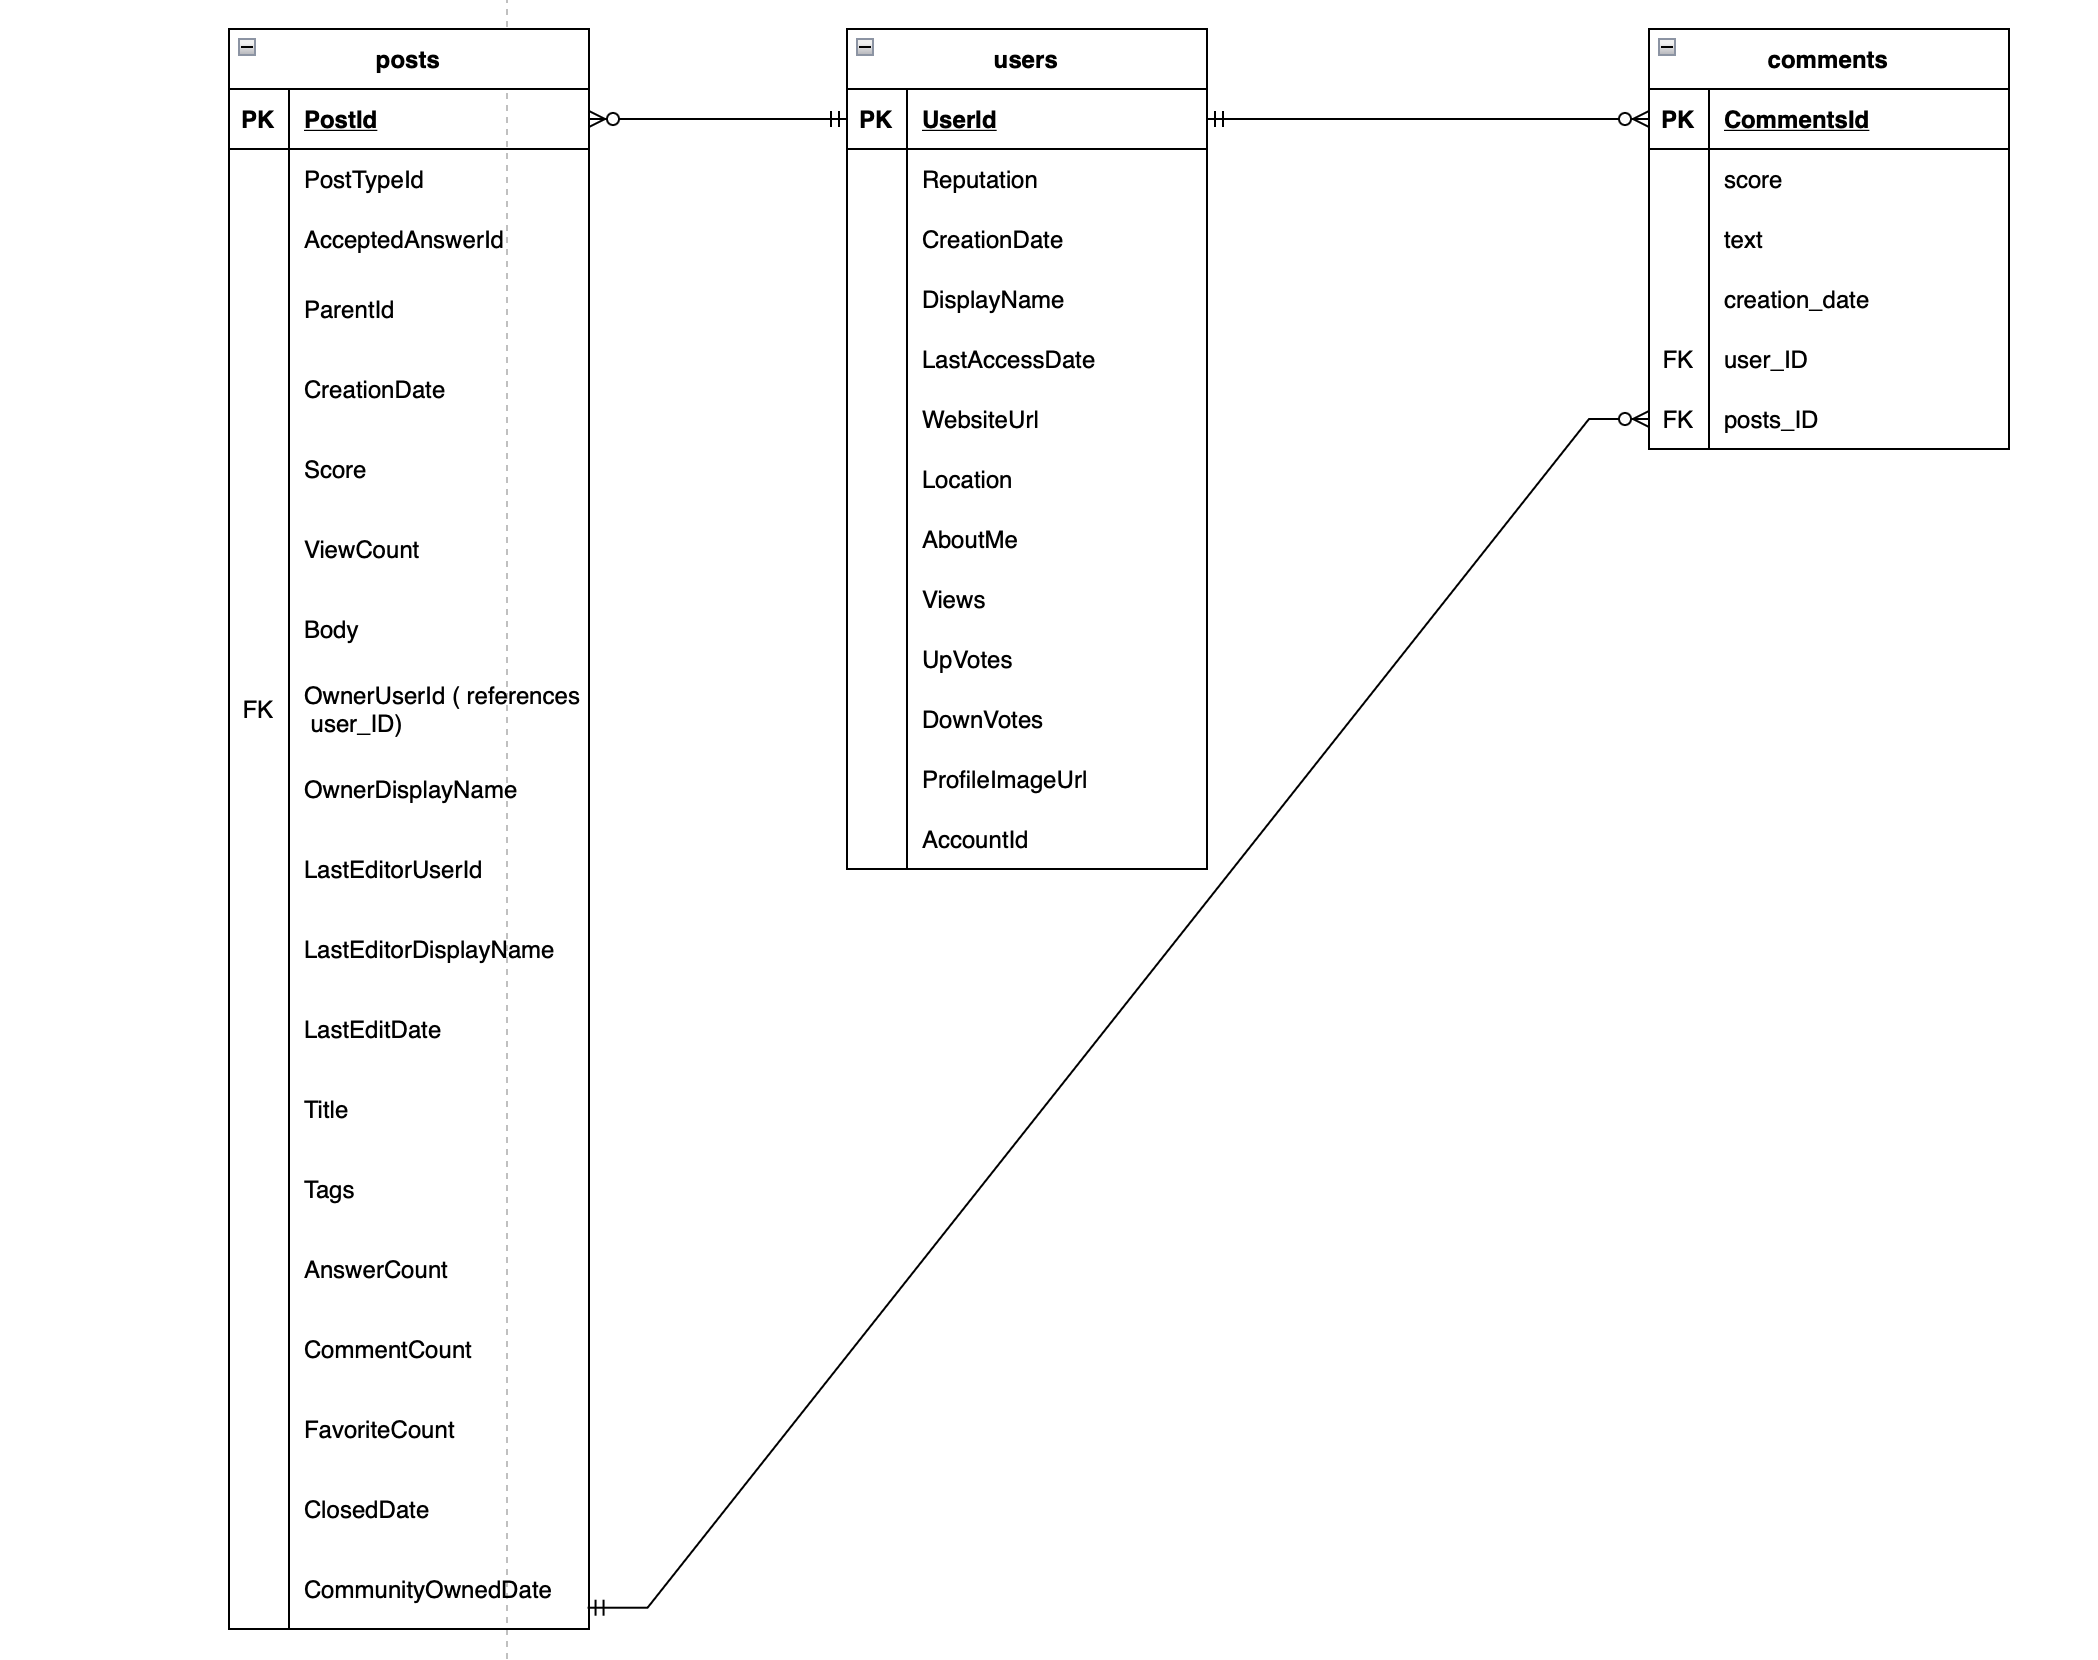 posts
PK PostId
PostTypeId
AcceptedAnswerId
ParentId
CreationDate
Score
ViewCount
Body
FK OwnerUserId ( references
user_ID)
OwnerDisplayName
LastEditorUserId
LastEditorDisplayName
LastEditDate
Title
Tags
AnswerCount
CommentCount
FavoriteCount
ClosedDate
CommunityOwnedDate
users
PK UserId
Reputation
CreationDate
DisplayName
LastAccessDate
WebsiteUrl
Location
AboutMe
Views
UpVotes
DownVotes
ProfileImageUrl
AccountId
comments
PK CommentsId
score
text
creation_date
FK user_ID
FK posts_ID